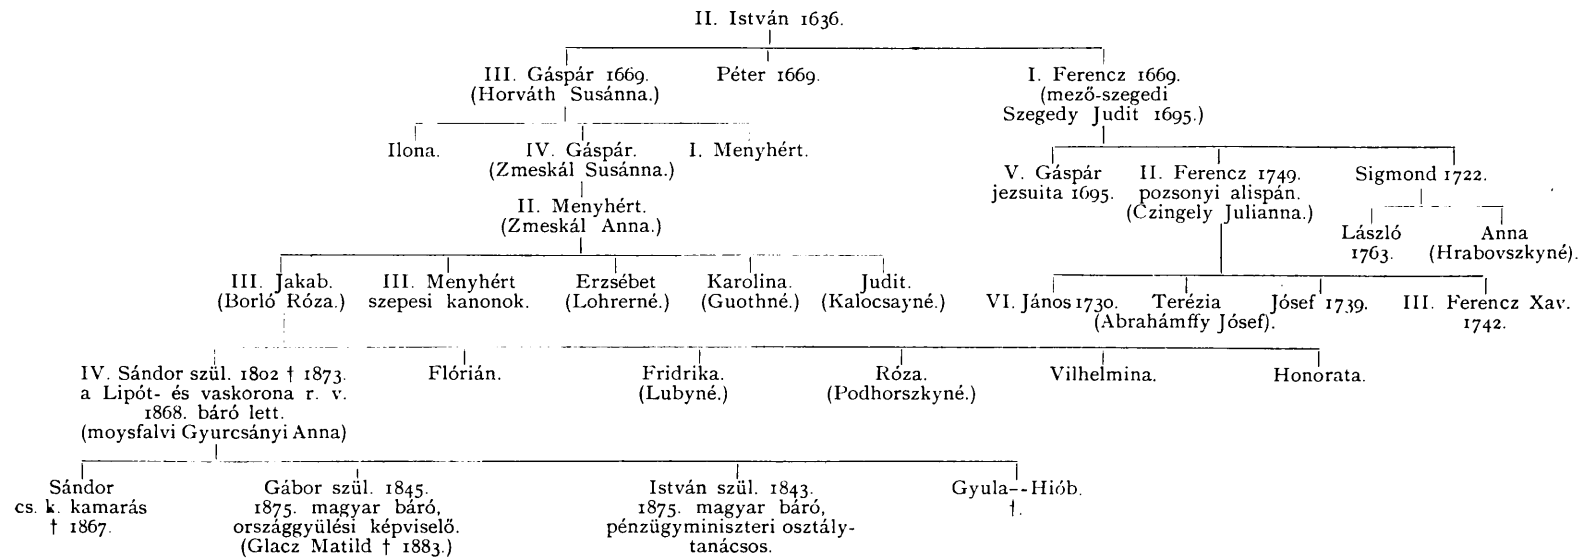 II. István 1636.
III. Gáspár 1669.
(Horváth Susánna.)
Péter 1669.
I. Ferencz 1669.
(mező-szegedi
Szegedy Judit 1695.)
Ilona.
IV. Gáspár.
(Zmeskál Susánna.)
I. Menyhért.
V. Gáspár
jezsuita 1695.
II. Ferencz 1749.
pozsonyi alispán.
(Czingely Julianna.)
Sigmond 1722.
II. Menyhért.
(Zmeskál Anna.)
László
1763.
Anna
(Hrabovszkyné).
III. Jakab.
(Borló Róza.)
III. Menyhért
szepesi kanonok.
Erzsébet
(Lohrerné.)
Karolina.
(Guothné.)
Judit.
(Kalocsayné.)
VI. János 1730.
Terézia
(Abrahámffy Jósef).
Jósef 1739.
III. Ferencz Xav.
1742.
IV. Sándor szül. 1802 † 1873.
a Lipót- és vaskorona r. v.
1868. báró lett.
(moysfalvi Gyurcsányi Anna)
Flórián.
Fridrika.
(Lubyné.)
Róza.
(Podhorszkyné.)
Vilhelmina.
Honorata.
Sándor
cs. k. kamarás
† 1867.
Gábor szül. 1845.
1875. magyar báró,
országgyülési képviselő.
(Glacz Matild † 1883.)
István szül. 1843.
1875. magyar báró,
pénzügyminiszteri osztály-
tanácsos.
Gyula--Hiób.
†.